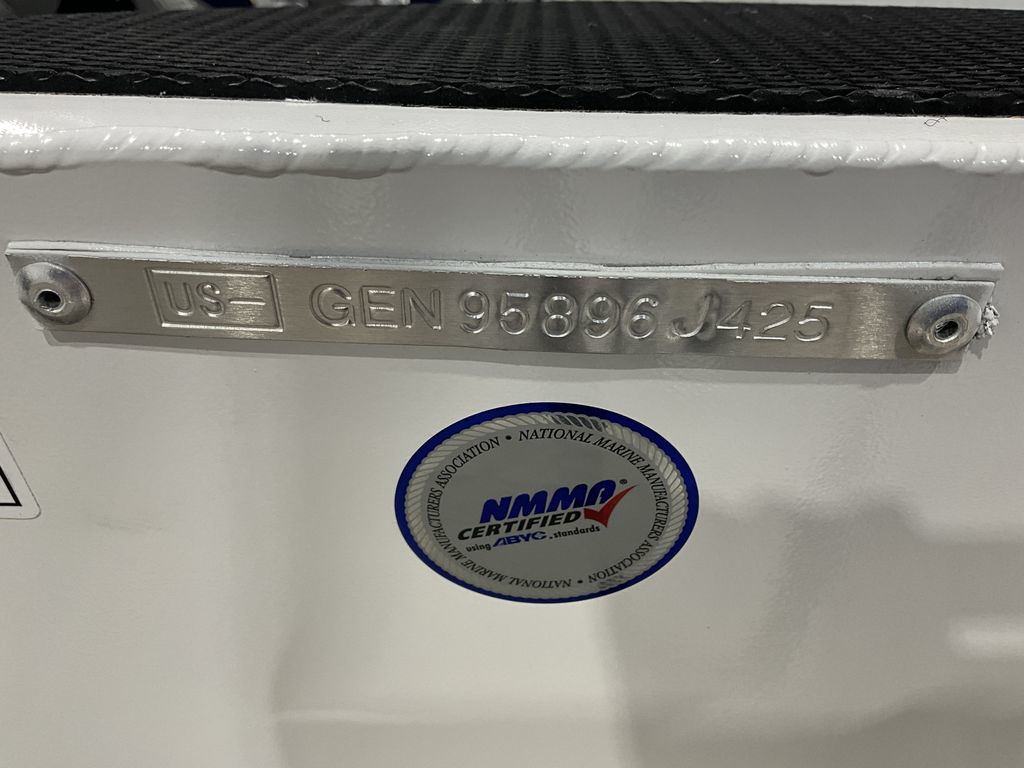 US- GEN 95896 J425
NATIONAL MARINE MANUFACTURERS ASSOCIATION • NATIONAL MARINE MANUFACTURERS ASSOCIATION •
NMMA®
CERTIFIED
using ABYC. standards